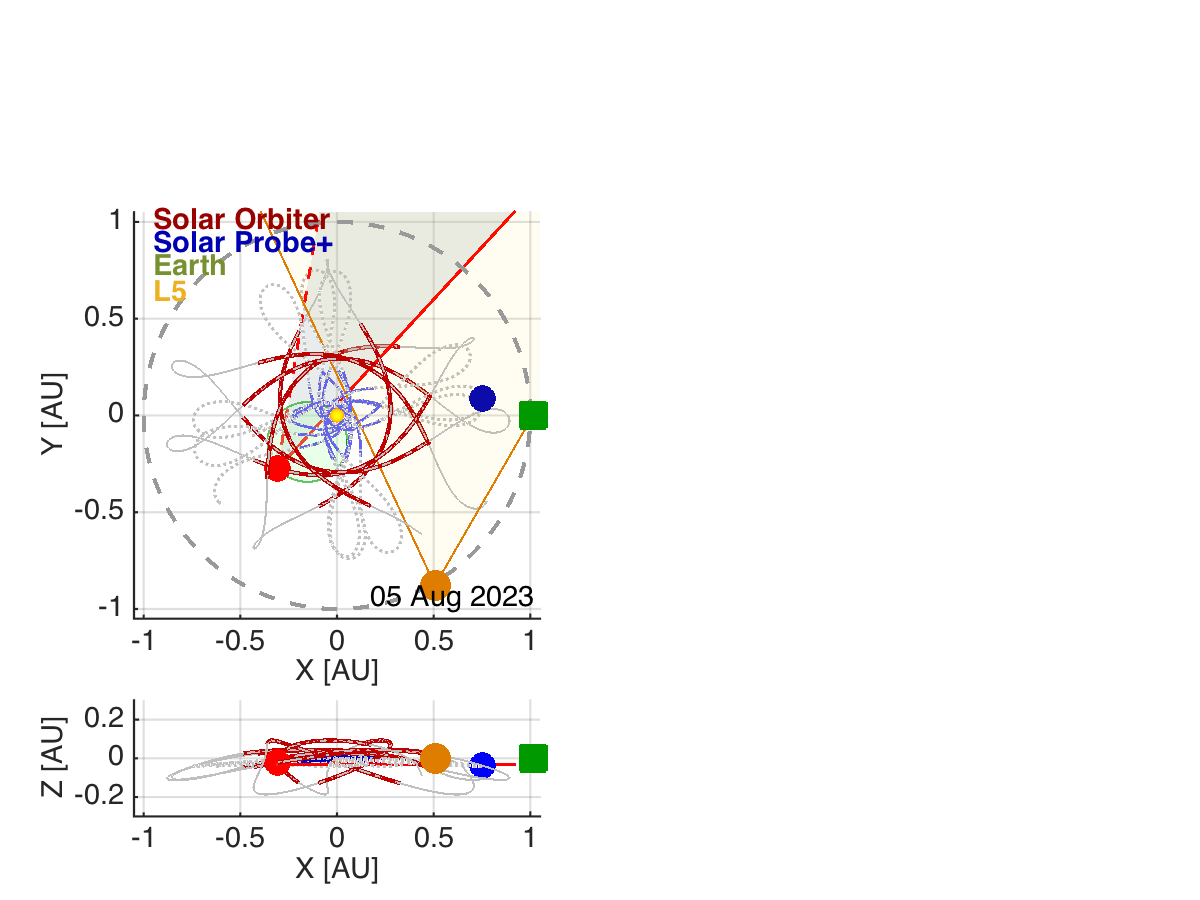 Solar Orbiter
Solar Probe+
Earth
L5
1
0.5
0
-0.5
-1
Y [AU]
05 Aug 2023
-1 -0.5 0 0.5 1
X [AU]
0.2
0
-0.2
Z [AU]
-1 -0.5 0 0.5 1
X [AU]